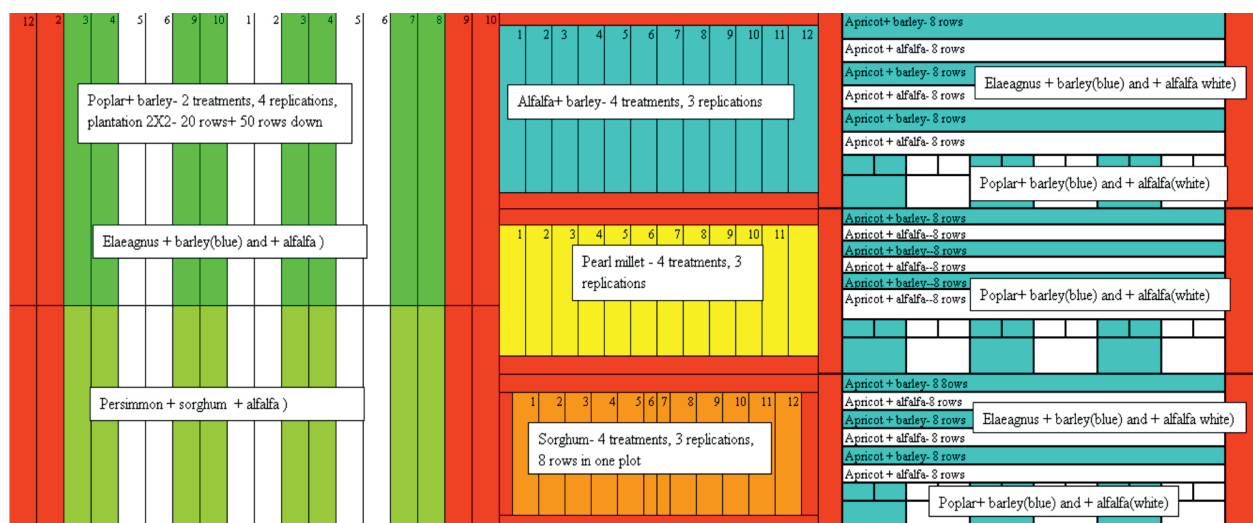 12 2 3 4 5 6 9 10 1 2 3 4 5 6 7 8 9 10
Poplar+ barley- 2 treatments, 4 replications,
plantation 2X2- 20 rows+ 50 rows down
Elaeagnus + barley(blue) and + alfalfa )
Persimmon + sorghum + alfalfa )
1 2 3 4 5 6 7 8 9 10 11 12
Alfalfa+ barley- 4 treatments, 3 replications
1 2 3 4 5 6 7 8 9 10 11
Pearl millet - 4 treatments, 3
replications
1 2 3 4 5 6 7 8 9 10 11 12
Sorghum- 4 treatments, 3 replications,
8 rows in one plot
Apricot+ barley- 8 rows
Apricot + alfalfa- 8 rows
Apricot + barley- 8 rows
Elaeagnus + barley(blue) and + alfalfa white)
Apricot + alfalfa- 8 rows
Apricot + barley- 8 rows
Apricot + alfalfa- 8 rows
Poplar+ barley(blue) and + alfalfa(white)
Apricot + barley- 8 rows
Apricot + alfalfa--8 rows
Apricot + barley--8 rows
Apricot + alfalfa--8 rows
Apricot + barley--8 rows
Poplar+ barley(blue) and + alfalfa(white)
Apricot + alfalfa--8 rows
Apricot + barley- 8 8ows
Apricot + alfalfa-8 rows
Apricot + barley- 8 rows
Elaeagnus + barley(blue) and + alfalfa white)
Apricot + alfalfa- 8 rows
Apricot + barley- 8 rows
Apricot + alfalfa- 8 rows
Poplar+ barley(blue) and + alfalfa(white)